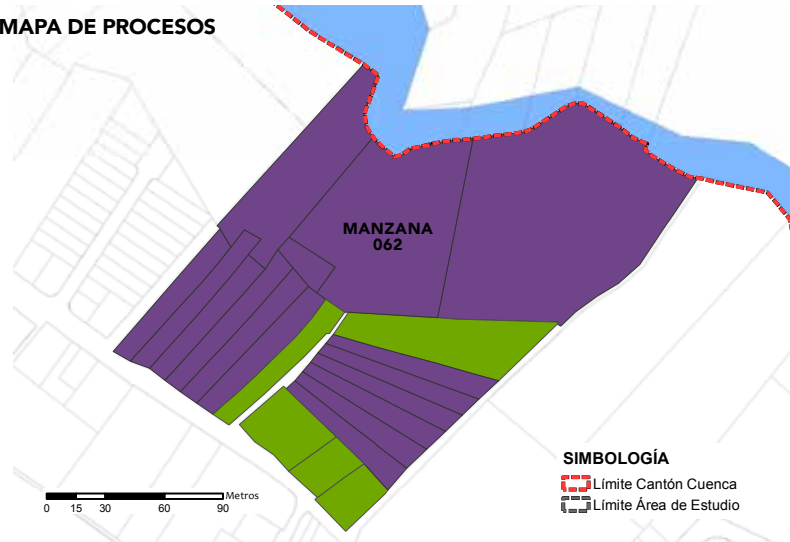 MAPA DE PROCESOS
MANZANA
062
SIMBOLOGÍA
Límite Cantón Cuenca
Límite Área de Estudio
Metros
0 15 30 60 90